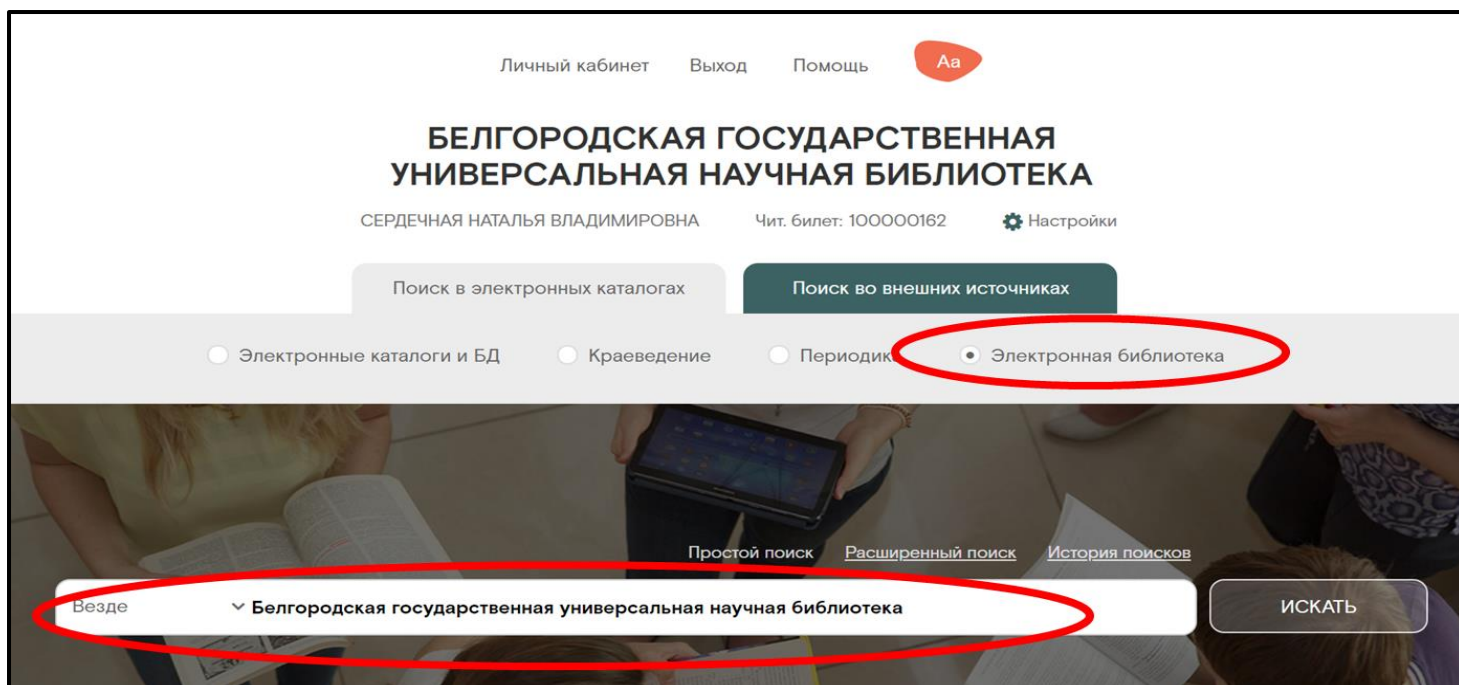 Личный кабинет Выход Помощь Aa
БЕЛГОРОДСКАЯ ГОСУДАРСТВЕННАЯ
УНИВЕРСАЛЬНАЯ НАУЧНАЯ БИБЛИОТЕКА
СЕРДЕЧНАЯ НАТАЛЬЯ ВЛАДИМИРОВНА Чит. билет: 100000162 Настройки
Поиск в электронных каталогах Поиск во внешних источниках
Электронные каталоги и БД Краеведение Периодика Электронная библиотека
Простой поиск Расширенный поиск История поисков
Везде Белгородская государственная универсальная научная библиотека ИСКАТЬ